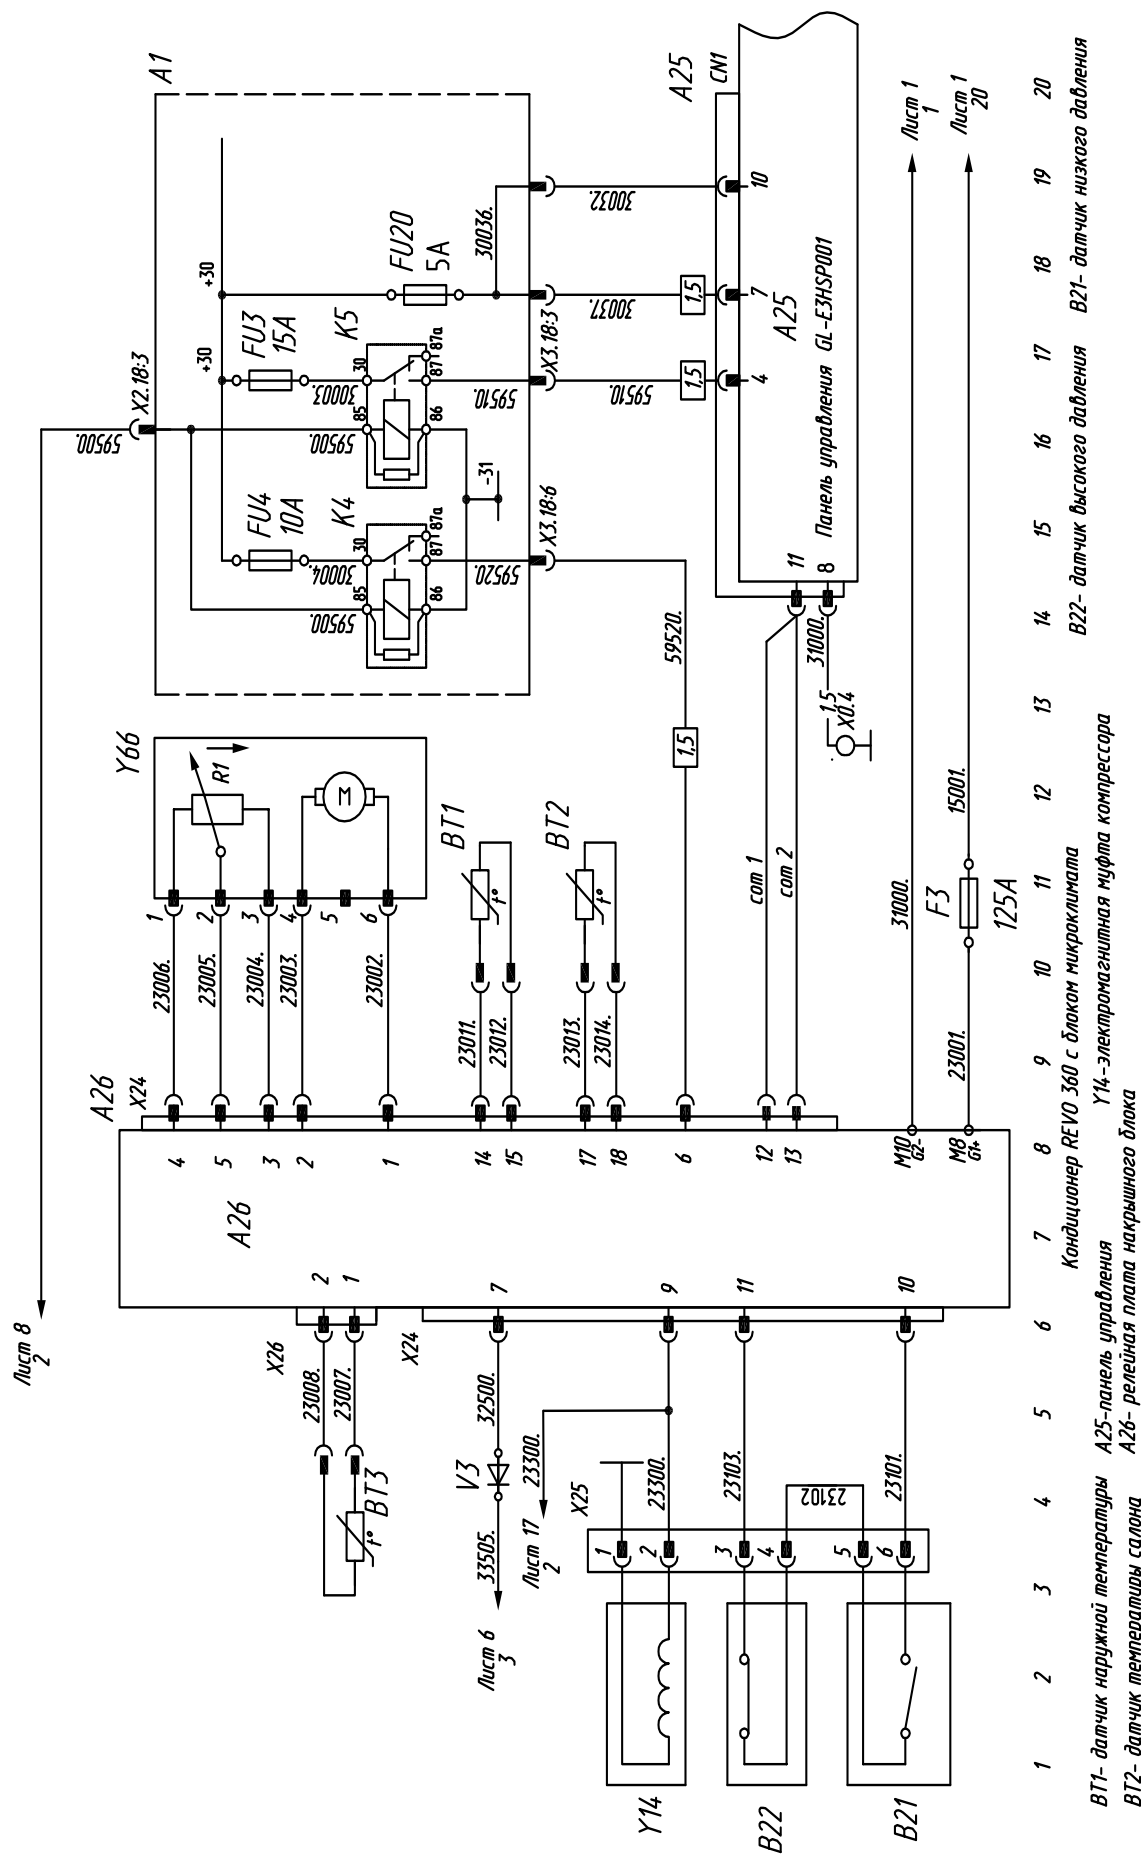 Лист 8
2
59500.
X2.18:3
A1
+30
+30
FU4
10A
FU3
15A
FU20
5A
30004.
30003.
30036.
K4
K5
30
85
86
87
87а
30
85
86
87
87а
59500.
59500.
-31
59520.
59510.
X3.18:6
X3.18:3
30037.
30032.
59510.
59520.
1,5
1,5
1,5
A25
CN1
4
7
10
11
8
A25
Панель управления GL-E3HSP001
31000.
1,5
X0.4
com 1
com 2
Y66
R1
M
1
2
3
4
5
6
23006.
23005.
23004.
23003.
23002.
BT1
t°
23011.
23012.
BT2
t°
23013.
23014.
A26
X24
4
5
3
2
1
14
15
17
18
6
12
13
M10
G2-
M8
G1+
A26
31000.
Лист 1
1
23001.
F3
125A
15001.
Лист 1
20
2
1
7
9
11
10
X26
X24
23008.
23007.
BT3
t°
32500.
V3
33505.
Лист 6
3
23300.
Лист 17
2
23300.
X25
23103.
23102
23101.
1
2
3
4
5
6
Y14
B22
B21
1 2 3 4 5 6 7 8 9 10 11 12 13 14 15 16 17 18 19 20
Кондиционер REVO 360 с блоком микроклимата
BT1- датчик наружной температуры
A25-панель управления
Y14-электромагнитная муфта компрессора
B22- датчик высокого давления
B21- датчик низкого давления
BT2- датчик температуры салона
A26- релейная плата накрышного блока